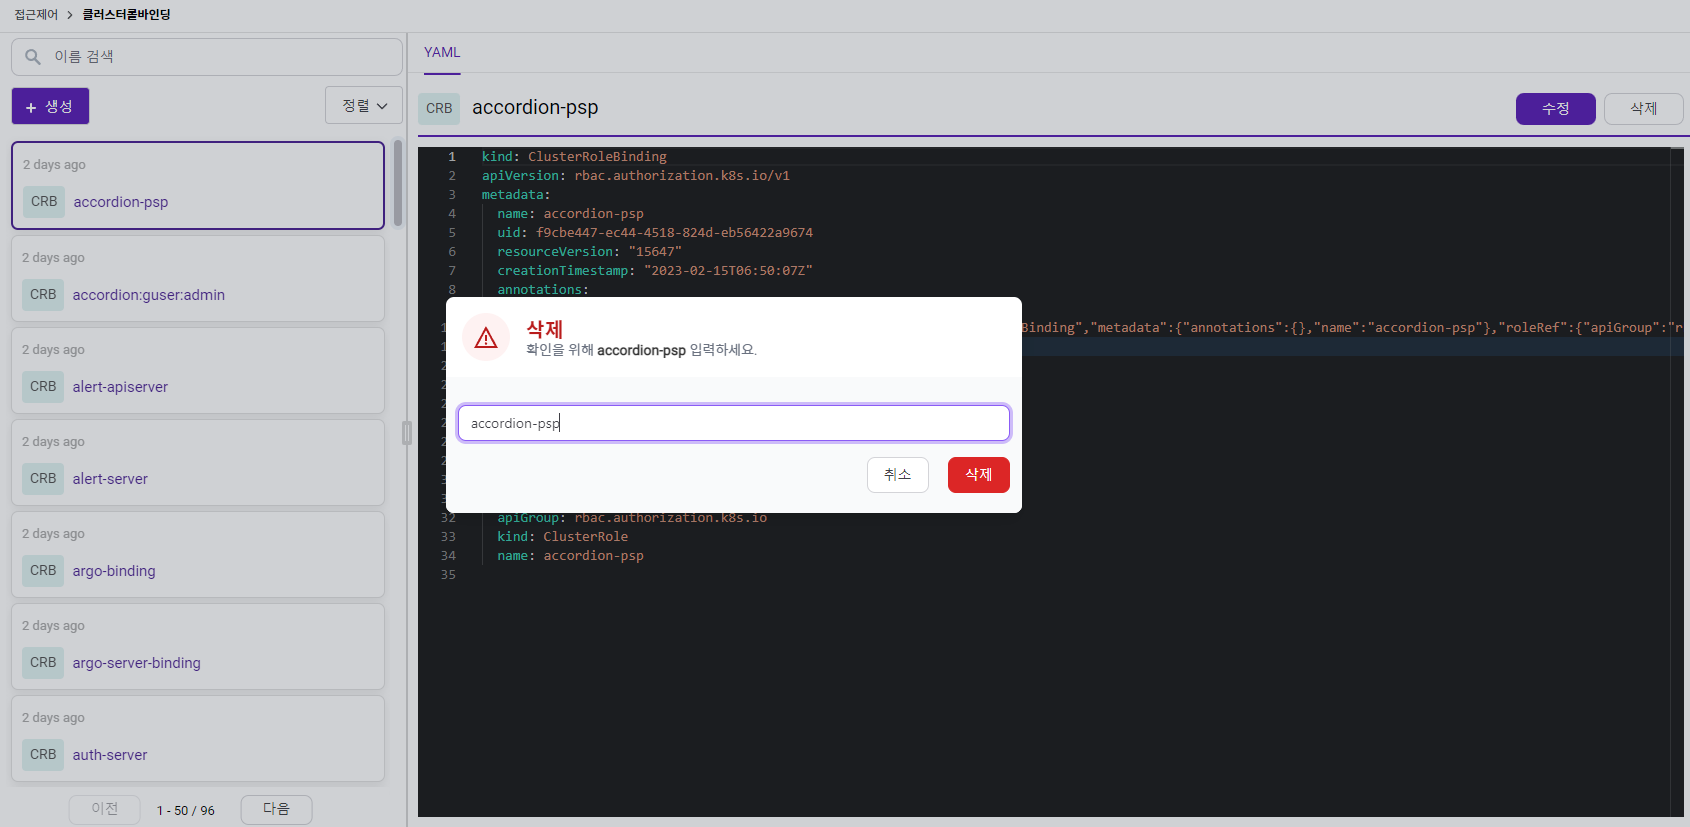 접근제어 > 클러스터롤바인딩
이름 검색
+ 생성
정렬
2 days ago
CRB accordion-psp
2 days ago
CRB accordion:guser:admin
2 days ago
CRB alert-apiserver
2 days ago
CRB alert-server
2 days ago
CRB argo-binding
2 days ago
CRB argo-server-binding
2 days ago
CRB auth-server
이전 1 - 50 / 96 다음
YAML
CRB accordion-psp
수정 삭제
1 kind: ClusterRoleBinding
2 apiVersion: rbac.authorization.k8s.io/v1
3 metadata:
4 name: accordion-psp
5 uid: f9cbe447-ec44-4518-824d-eb56422a9674
6 resourceVersion: "15647"
7 creationTimestamp: "2023-02-15T06:50:07Z"
8 annotations:
Binding","metadata":{"annotations":{},"name":"accordion-psp"},"roleRef":{"apiGroup":"r
삭제
확인을 위해 accordion-psp 입력하세요.
accordion-psp
취소 삭제
32 apiGroup: rbac.authorization.k8s.io
33 kind: ClusterRole
34 name: accordion-psp
35